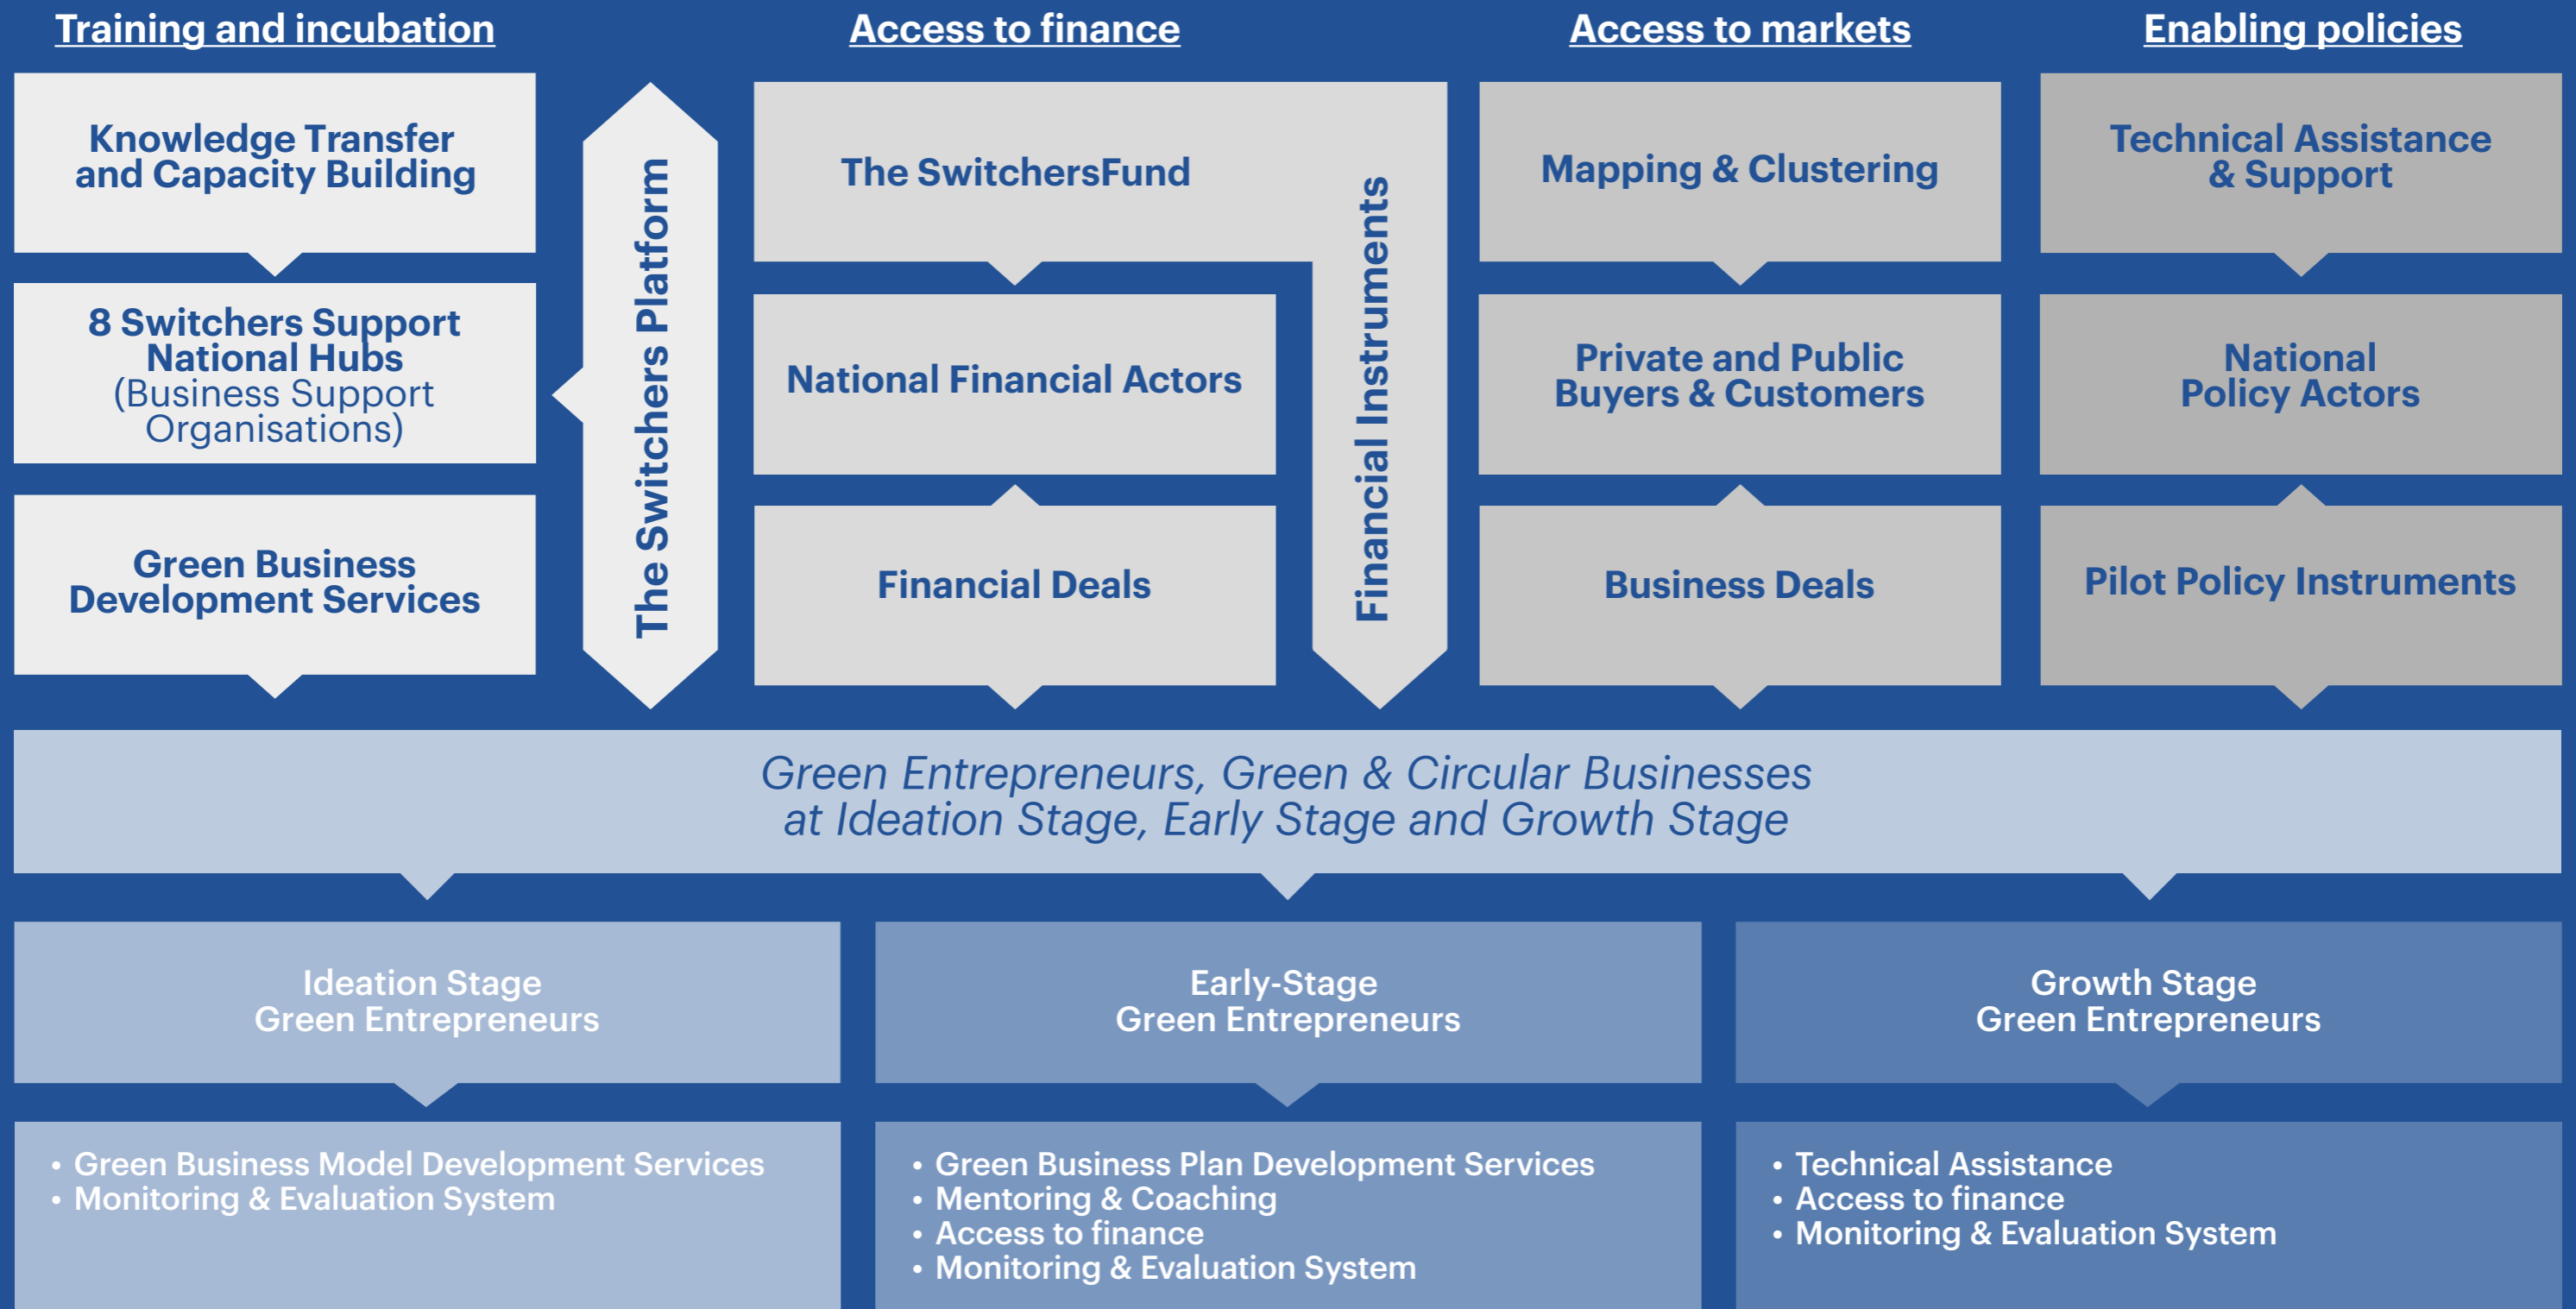 Training and incubation
Knowledge Transfer
and Capacity Building
8 Switchers Support
National Hubs
(Business Support
Organisations)
Green Business
Development Services
The Switchers Platform
Access to finance
The SwitchersFund
National Financial Actors
Financial Deals
Financial Instruments
Access to markets
Mapping & Clustering
Private and Public
Buyers & Customers
Business Deals
Enabling policies
Technical Assistance
& Support
National
Policy Actors
Pilot Policy Instruments
Green Entrepreneurs, Green & Circular Businesses
at Ideation Stage, Early Stage and Growth Stage
Ideation Stage
Green Entrepreneurs
• Green Business Model Development Services
• Monitoring & Evaluation System
Early-Stage
Green Entrepreneurs
• Green Business Plan Development Services
• Mentoring & Coaching
• Access to finance
• Monitoring & Evaluation System
Growth Stage
Green Entrepreneurs
• Technical Assistance
• Access to finance
• Monitoring & Evaluation System